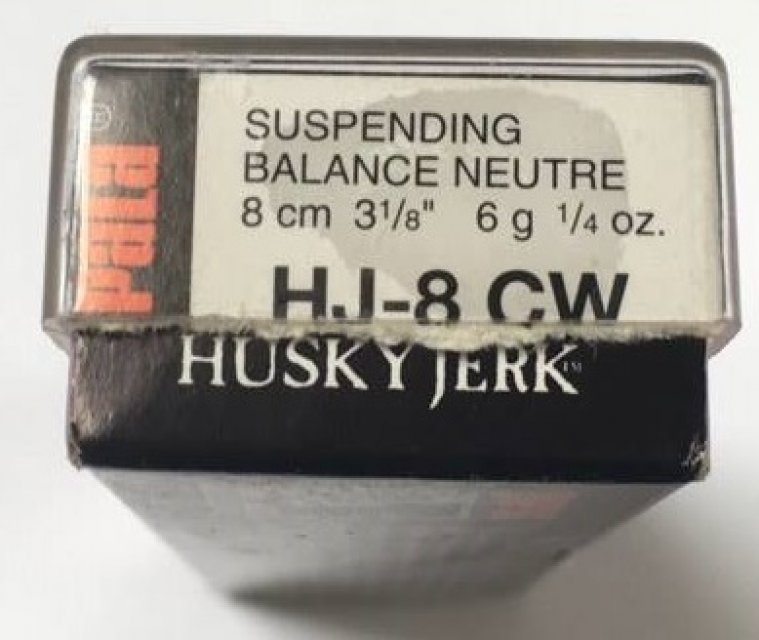 SUSPENDING
BALANCE NEUTRE
8 cm 3 1/8" 6 g 1/4 oz.
HJ-8 CW
HUSKY JERK™